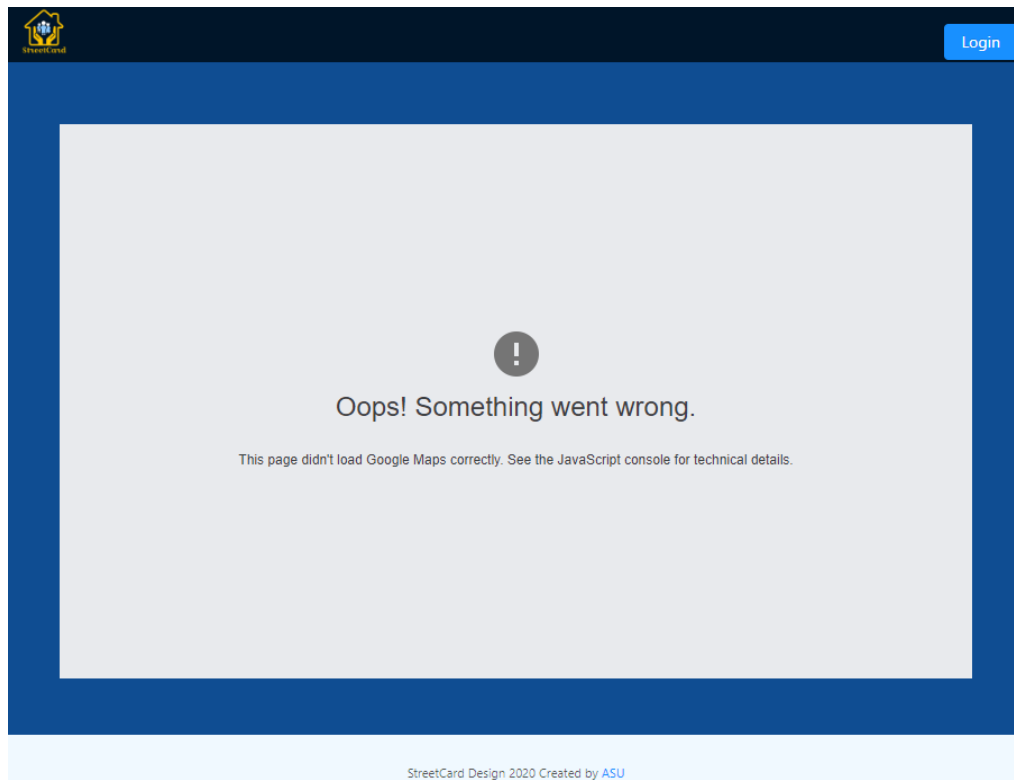 StreetCard
Login
Oops! Something went wrong.
This page didn't load Google Maps correctly. See the JavaScript console for technical details.
StreetCard Design 2020 Created by ASU